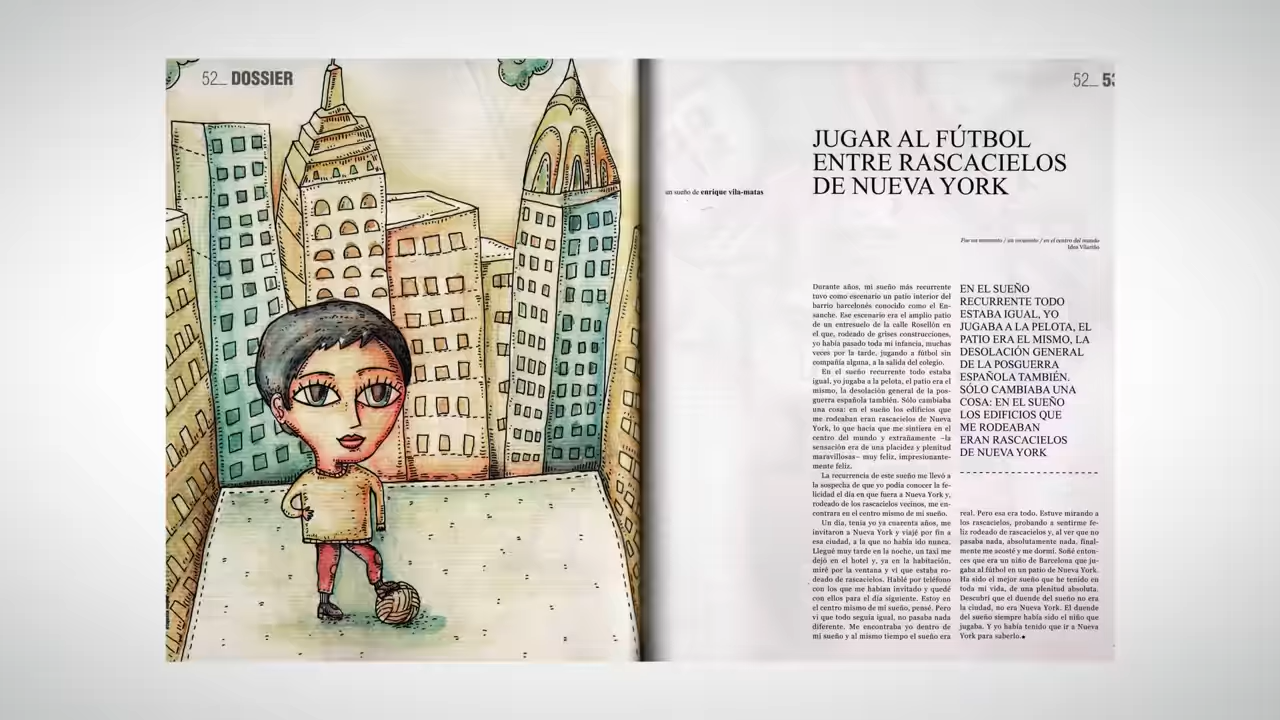 52_ DOSSIER
52_ 53
un sueño de enrique vila-matas
JUGAR AL FÚTBOL
ENTRE RASCACIELOS
DE NUEVA YORK
Fue un momento / un momento / en el centro del mundo
Idea Vilariño
Durante años, mi sueño más recurrente
tuvo como escenario un patio interior del
barrio barcelonés conocido como el En-
sanche. Ese escenario era el amplio patio
de un entresuelo de la calle Rosellón en
el que, rodeado de grises construcciones,
yo había pasado toda mi infancia, muchas
veces por la tarde, jugando a fútbol sin
compañía alguna, a la salida del colegio.
En el sueño recurrente todo estaba
igual, yo jugaba a la pelota, el patio era el
mismo, la desolación general de la pos-
guerra española también. Sólo cambiaba
una cosa: en el sueño los edificios que
me rodeaban eran rascacielos de Nueva
York, lo que hacía que me sintiera en el
centro del mundo y extrañamente –la
sensación era de una placidez y plenitud
maravillosas– muy feliz, impresionante-
mente feliz.
La recurrencia de este sueño me llevó a
la sospecha de que yo podía conocer la fe-
licidad el día en que fuera a Nueva York y,
rodeado de los rascacielos vecinos, me en-
contrara en el centro mismo de mi sueño.
Un día, tenía yo ya cuarenta años, me
invitaron a Nueva York y viajé por fin a
esa ciudad, a la que no había ido nunca.
Llegué muy tarde en la noche, un taxi me
dejó en el hotel y, ya en la habitación,
miré por la ventana y vi que estaba ro-
deado de rascacielos. Hablé por teléfono
con los que me habían invitado y quedé
con ellos para el día siguiente. Estoy en
el centro mismo de mi sueño, pensé. Pero
vi que todo seguía igual, no pasaba nada
diferente. Me encontraba yo dentro de
mi sueño y al mismo tiempo el sueño era
EN EL SUEÑO
RECURRENTE TODO
ESTABA IGUAL, YO
JUGABA A LA PELOTA, EL
PATIO ERA EL MISMO, LA
DESOLACIÓN GENERAL
DE LA POSGUERRA
ESPAÑOLA TAMBIÉN.
SÓLO CAMBIABA UNA
COSA: EN EL SUEÑO
LOS EDIFICIOS QUE
ME RODEABAN
ERAN RASCACIELOS
DE NUEVA YORK
real. Pero esa era todo. Estuve mirando a
los rascacielos, probando a sentirme fe-
liz rodeado de rascacielos y, al ver que no
pasaba nada, absolutamente nada, final-
mente me acosté y me dormí. Soñé enton-
ces que era un niño de Barcelona que ju-
gaba al fútbol en un patio de Nueva York.
Ha sido el mejor sueño que he tenido en
toda mi vida, de una plenitud absoluta.
Descubrí que el duende del sueño no era
la ciudad, no era Nueva York. El duende
del sueño siempre había sido el niño que
jugaba. Y yo había tenido que ir a Nueva
York para saberlo.